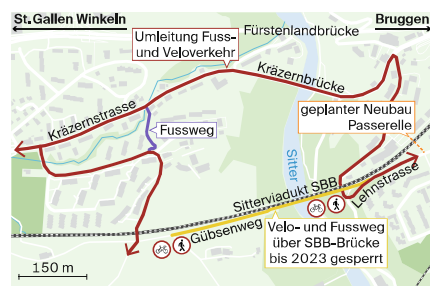 St. Gallen Winkeln
Bruggen
Umleitung Fuss-
und Veloverkehr
Fürstenlandbrücke
Kräzernbrücke
Kräzernstrasse
geplanter Neubau
Passerelle
Fussweg
Sitter
Sitterviadukt SBB
Lehnstrasse
Gübsenweg
Velo- und Fussweg
über SBB-Brücke
bis 2023 gesperrt
150 m